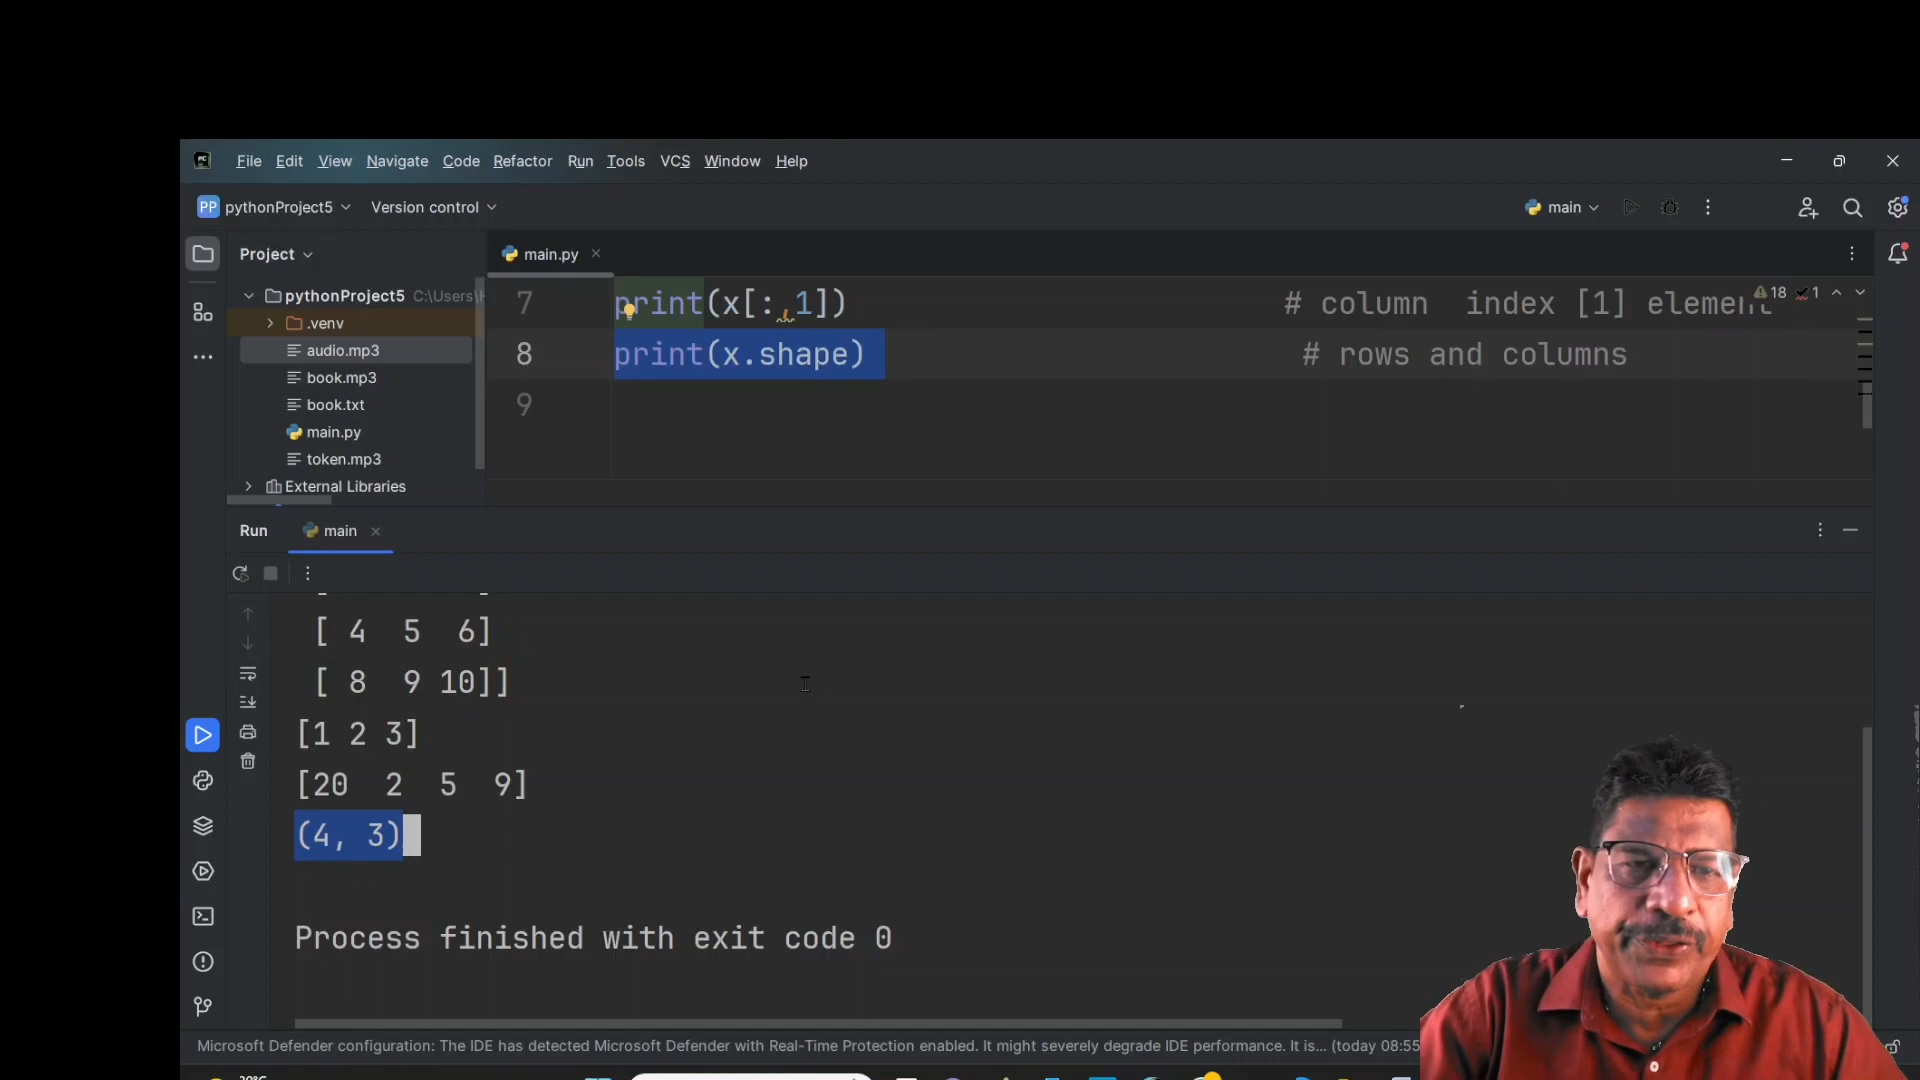 File Edit View Navigate Code Refactor Run Tools VCS Window Help
PP pythonProject5 Version control main
Project main.py
pythonProject5 C:\Users\
.venv
audio.mp3
book.mp3
book.txt
main.py
token.mp3
External Libraries
7 print(x[:,1]) # column index [1] element
18 1
8 print(x.shape) # rows and columns
9
Run main
[ 4 5 6]
[ 8 9 10]]
[1 2 3]
[20 2 5 9]
(4, 3)
Process finished with exit code 0
Microsoft Defender configuration: The IDE has detected Microsoft Defender with Real-Time Protection enabled. It might severely degrade IDE performance. It is... (today 08:55